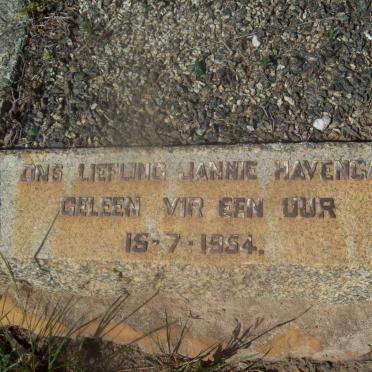 ONS LIEFLING JANNIE HAVENGA
GELEEN VIR EEN UUR
15-7-1954.